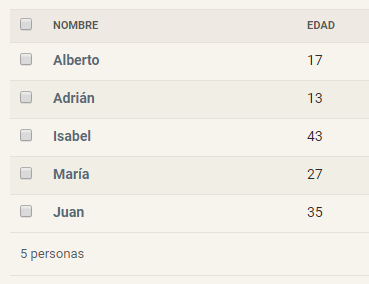 NOMBRE EDAD
Alberto 17
Adrián 13
Isabel 43
María 27
Juan 35
5 personas